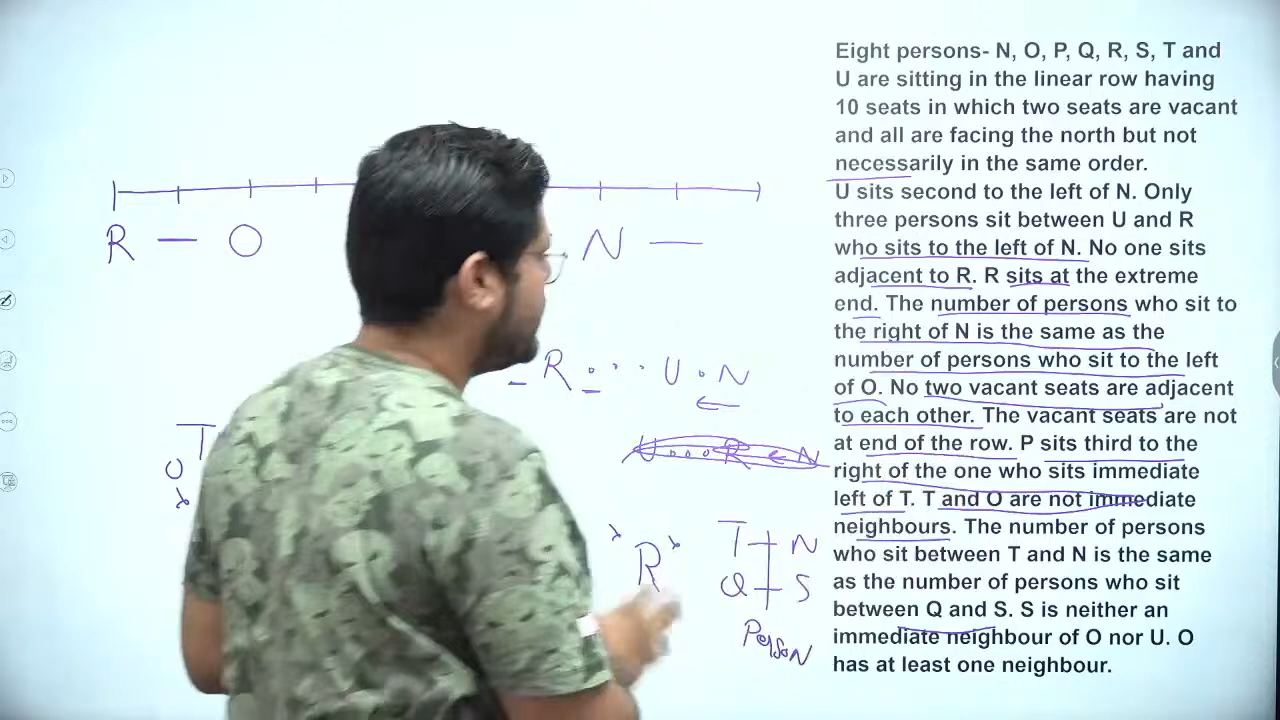 Eight persons- N, O, P, Q, R, S, T and
U are sitting in the linear row having
10 seats in which two seats are vacant
and all are facing the north but not
necessarily in the same order.
U sits second to the left of N. Only
three persons sit between U and R
who sits to the left of N. No one sits
adjacent to R. R sits at the extreme
end. The number of persons who sit to
the right of N is the same as the
number of persons who sit to the left
of O. No two vacant seats are adjacent
to each other. The vacant seats are not
at end of the row. P sits third to the
right of the one who sits immediate
left of T. T and O are not immediate
neighbours. The number of persons
who sit between T and N is the same
as the number of persons who sit
between Q and S. S is neither an
immediate neighbour of O nor U. O
has at least one neighbour.
R — O N —
R . . . . U . N
U . . . R ← N
T
O
R
T N
Q S
Person